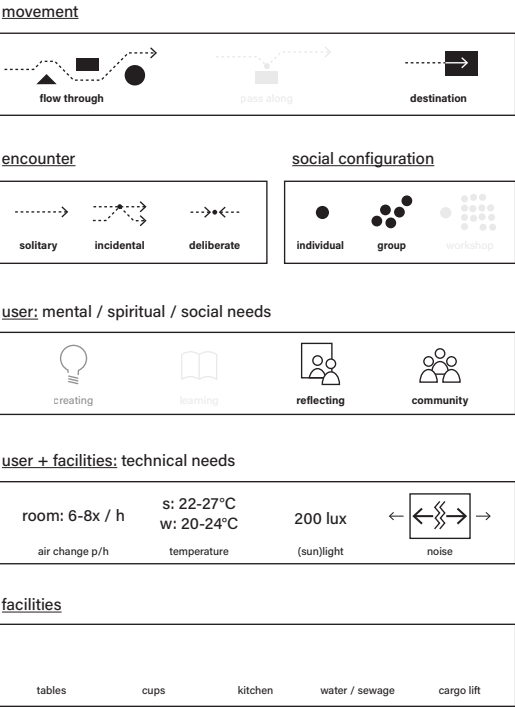 movement
flow through
pass along
destination
encounter
social configuration
solitary
incidental
deliberate
individual
group
workshop
user: mental / spiritual / social needs
creating
learning
reflecting
community
user + facilities: technical needs
room: 6-8x / h
s: 22-27°C
w: 20-24°C
200 lux
air change p/h
temperature
(sun)light
noise
facilities
tables
cups
kitchen
water / sewage
cargo lift